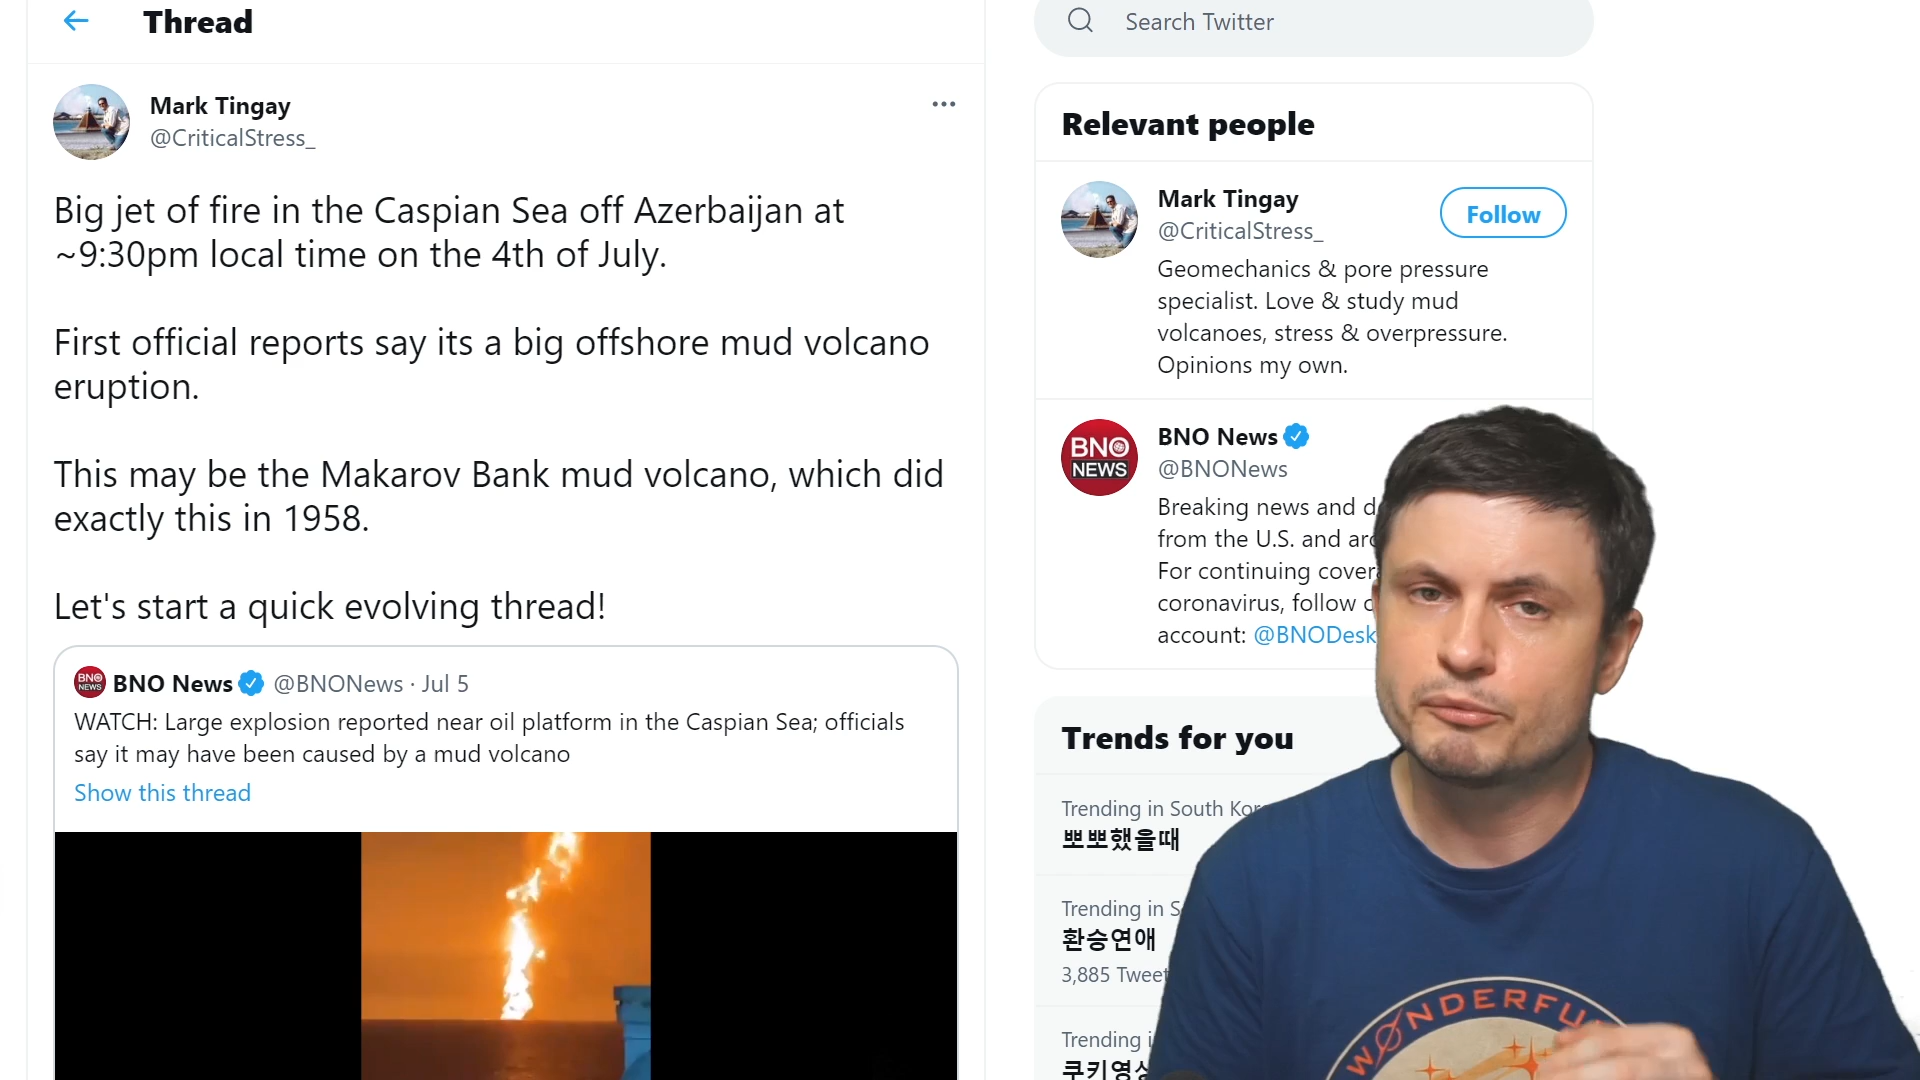 Thread
Search Twitter
Mark Tingay
@CriticalStress_
Big jet of fire in the Caspian Sea off Azerbaijan at
~9:30pm local time on the 4th of July.
First official reports say its a big offshore mud volcano
eruption.
This may be the Makarov Bank mud volcano, which did
exactly this in 1958.
Let's start a quick evolving thread!
BNO NEWS
BNO News @BNONews · Jul 5
WATCH: Large explosion reported near oil platform in the Caspian Sea; officials
say it may have been caused by a mud volcano
Show this thread
Relevant people
Mark Tingay
@CriticalStress_
Follow
Geomechanics & pore pressure
specialist. Love & study mud
volcanoes, stress & overpressure.
Opinions my own.
BNO
NEWS
BNO News
@BNONews
Breaking news and
from the U.S. and
For continuing
coronavirus, follow
account: @BNODesk
Trends for you
Trending in South
뽀뽀했을때
Trending in
환승연애
3,885
Trending
쿠키영상
WONDERFU